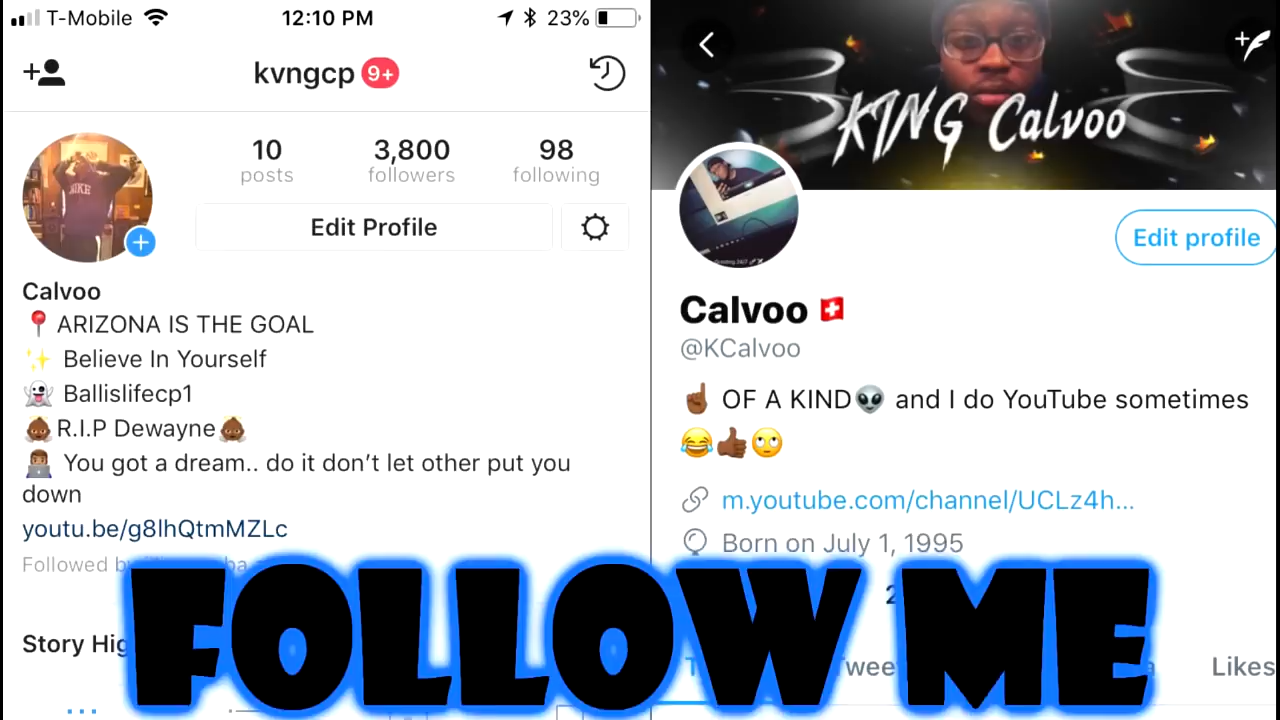 T-Mobile 12:10 PM 23%
kvngcp 9+
10 3,800 98
posts followers following
Edit Profile
Calvoo
ARIZONA IS THE GOAL
Believe In Yourself
Ballislifecp1
R.I.P Dewayne
You got a dream.. do it don’t let other put you
down
youtu.be/g8lhQtmMZLc
Followed
Story
KING Calvoo
Edit profile
Calvoo
@KCalvoo
OF A KIND and I do YouTube sometimes
m.youtube.com/channel/UCLz4h...
Born on July 1, 1995
Likes
FOLLOW ME